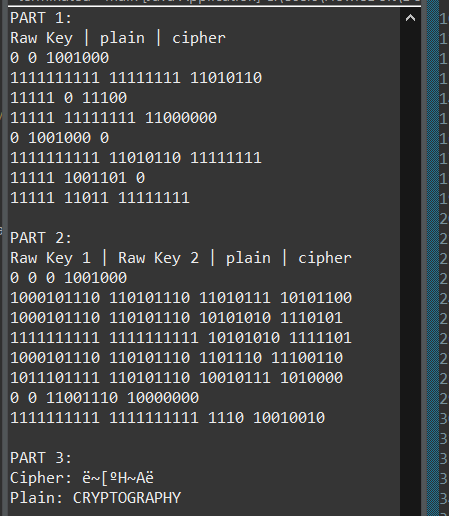 PART 1:
Raw Key | plain | cipher
0 0 1001000
1111111111 11111111 11010110
11111 0 11100
11111 11111111 11000000
0 1001000 0
1111111111 11010110 11111111
11111 1001101 0
11111 11011 11111111
PART 2:
Raw Key 1 | Raw Key 2 | plain | cipher
0 0 0 1001000
1000101110 110101110 11010111 10101100
1000101110 110101110 10101010 1110101
1111111111 1111111111 10101010 1111101
1000101110 110101110 1101110 11100110
1011101111 110101110 10010111 1010000
0 0 11001110 10000000
1111111111 1111111111 1110 10010010
PART 3:
Cipher: ë~[ºH~Aë
Plain: CRYPTOGRAPHY